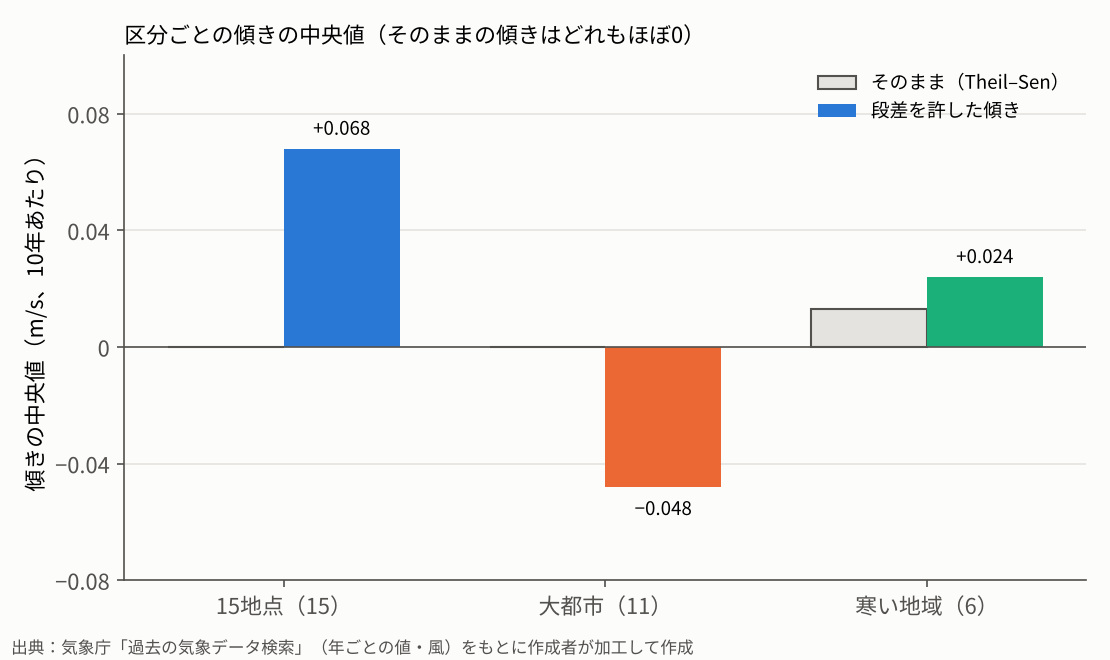 区分ごとの傾きの中央値（そのままの傾きはどれもほぼ0）
そのまま（Theil–Sen）
段差を許した傾き
傾きの中央値（m/s、10年あたり）
0.08
0.04
0
−0.04
−0.08
+0.068
−0.048
+0.024
15地点（15）
大都市（11）
寒い地域（6）
出典：気象庁「過去の気象データ検索」（年ごとの値・風）をもとに作成者が加工して作成